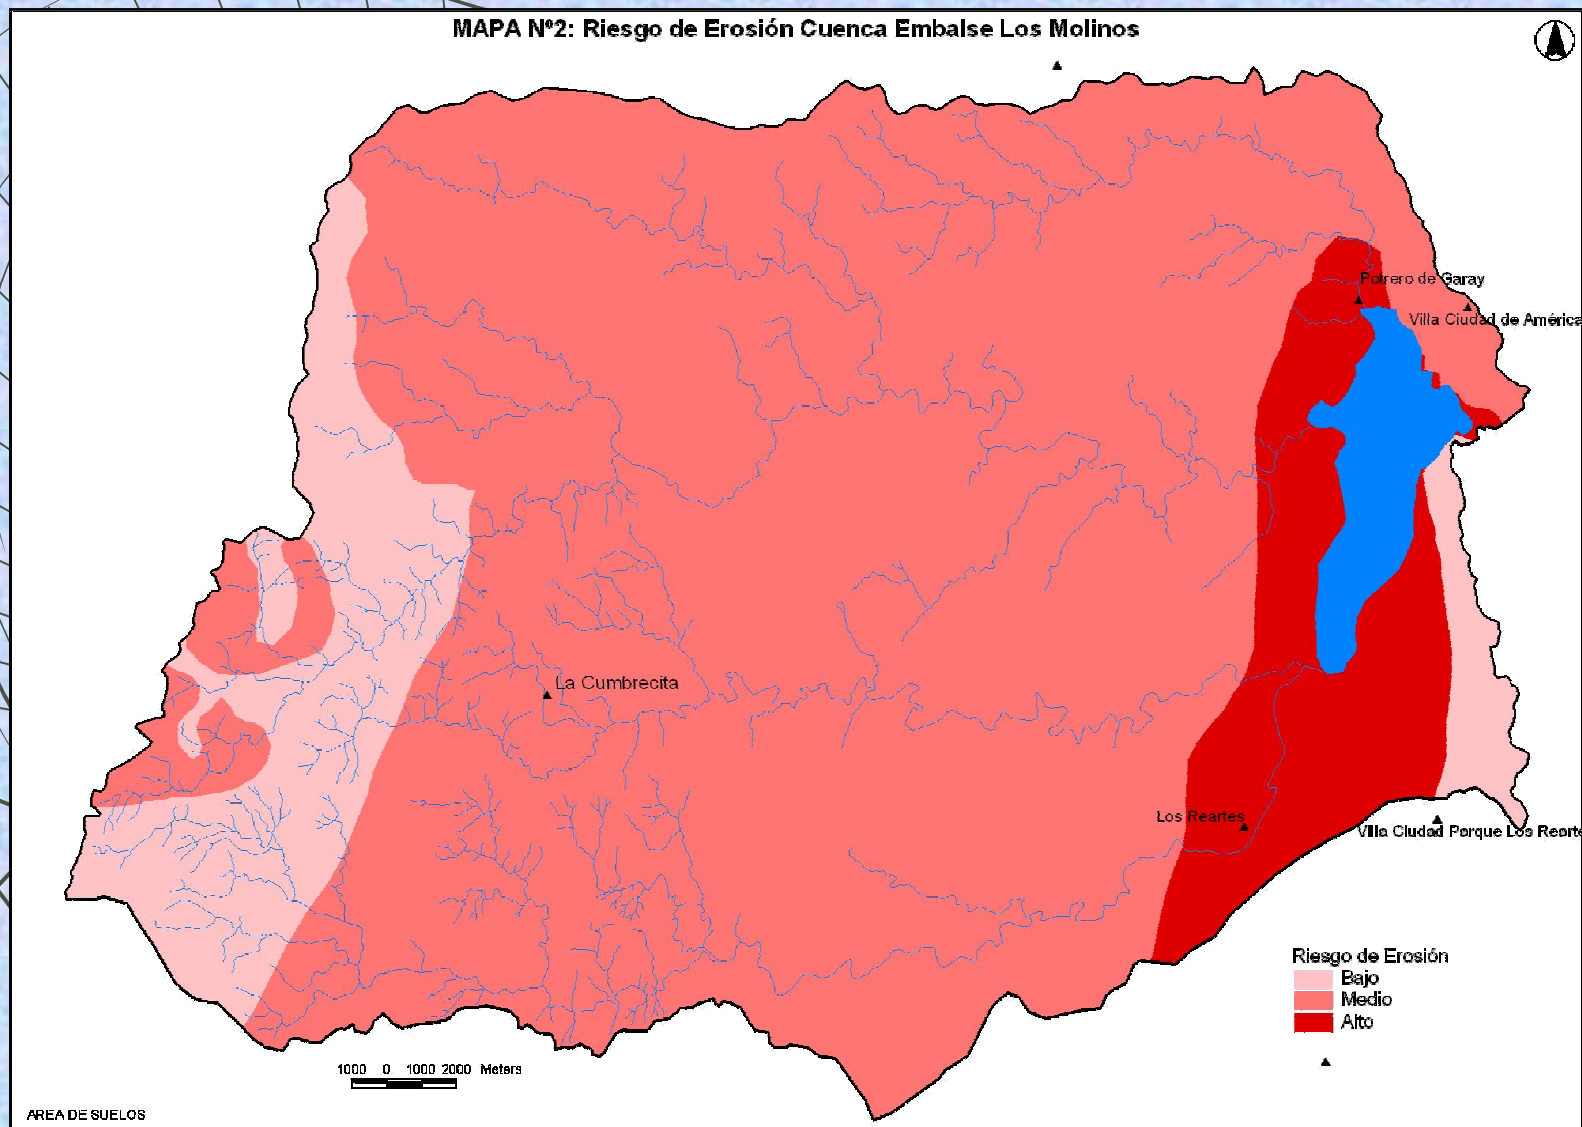 MAPA Nº2: Riesgo de Erosión Cuenca Embalse Los Molinos
Potrero de Garay
Villa Ciudad de América
La Cumbrecita
Los Reartes
Villa Ciudad Parque Los Rearte
Riesgo de Erosión
Bajo
Medio
Alto
1000 0 1000 2000 Meters
AREA DE SUELOS